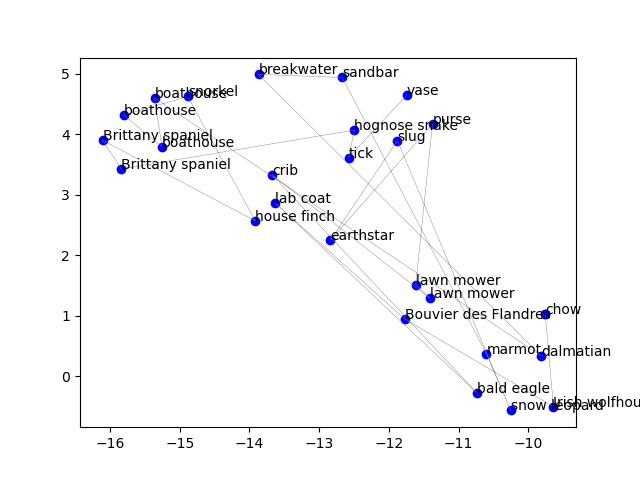 breakwater
sandbar
vase
boathouse
snorkel
boathouse
purse
hognose snake
slug
Brittany spaniel
boathouse
tick
Brittany spaniel
crib
lab coat
house finch
earthstar
lawn mower
lawn mower
Bouvier des Flandres
chow
marmot
dalmatian
bald eagle
snow leopard
Irish wolfhou
5
4
3
2
1
0
−16 −15 −14 −13 −12 −11 −10